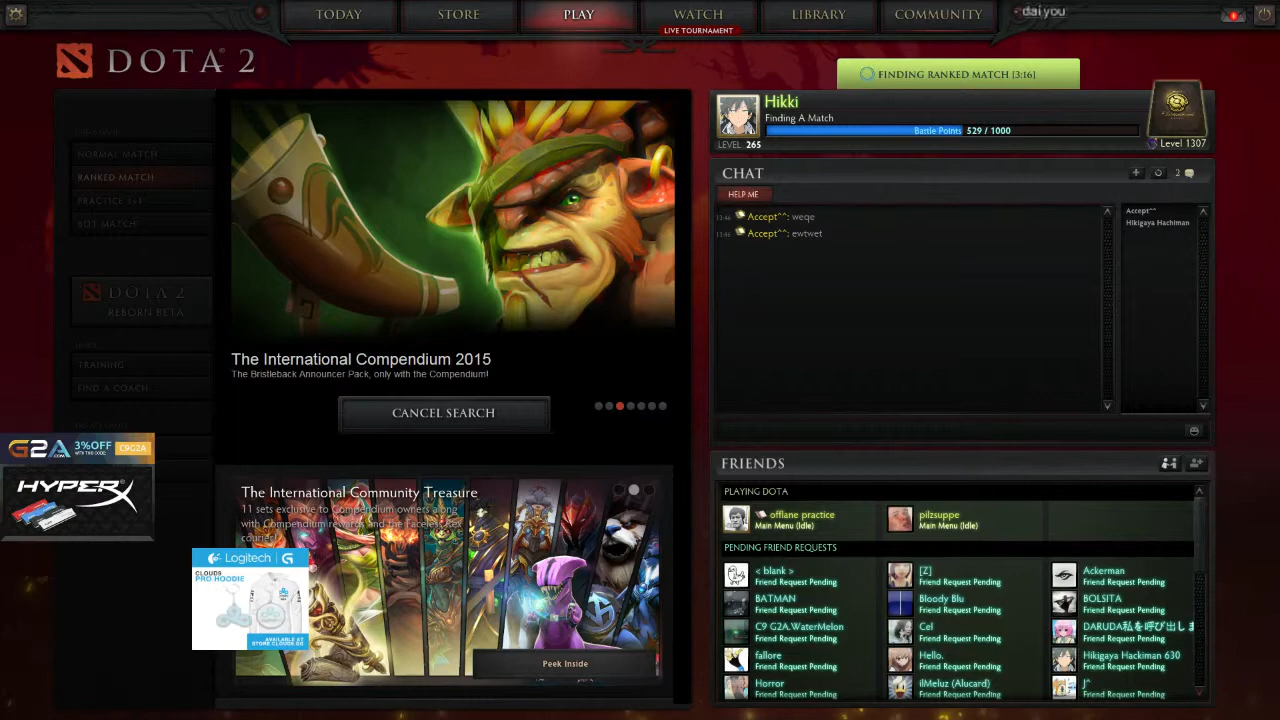 TODAY
STORE
PLAY
WATCH
LIVE TOURNAMENT
LIBRARY
COMMUNITY
dai you
DOTA 2
FINDING RANKED MATCH [3:16]
Hikki
Finding A Match
Battle Points 529 / 1000
LEVEL 265
Level 1307
NORMAL MATCH
RANKED MATCH
PRACTICE 1v1
BOT MATCH
DOTA 2
REBORN BETA
TRAINING
FIND A COACH
The International Compendium 2015
The Bristleback Announcer Pack, only with the Compendium!
CANCEL SEARCH
CHAT
2
HELP ME
13:46 Accept^^: weqe
13:46 Accept^^: ewtwet
Accept^^
Hikigaya Hachiman
G2A.COM 3%OFF WITH THE CODE: C9G2A
HYPERX
Logitech G
CLOUD9
PRO HOODIE
AVAILABLE AT
STORE.CLOUD9.GG
The International Community Treasure
11 sets exclusive to Compendium owners along
with Compendium rewards and the Faceless Rex
courier!
Peek Inside
FRIENDS
PLAYING DOTA
offlane practice
Main Menu (Idle)
pilzsuppe
Main Menu (Idle)
PENDING FRIEND REQUESTS
< blank >
Friend Request Pending
[Z]
Friend Request Pending
Ackerman
Friend Request Pending
BATMAN
Friend Request Pending
Bloody Blu
Friend Request Pending
BOLSITA
Friend Request Pending
C9 G2A.WaterMelon
Friend Request Pending
Cel
Friend Request Pending
DARUDA私を呼び出しま
Friend Request Pending
fallore
Friend Request Pending
Hello.
Friend Request Pending
Hikigaya Hackiman 630
Friend Request Pending
Horror
Friend Request Pending
ilMeluz (Alucard)
Friend Request Pending
J^
Friend Request Pending